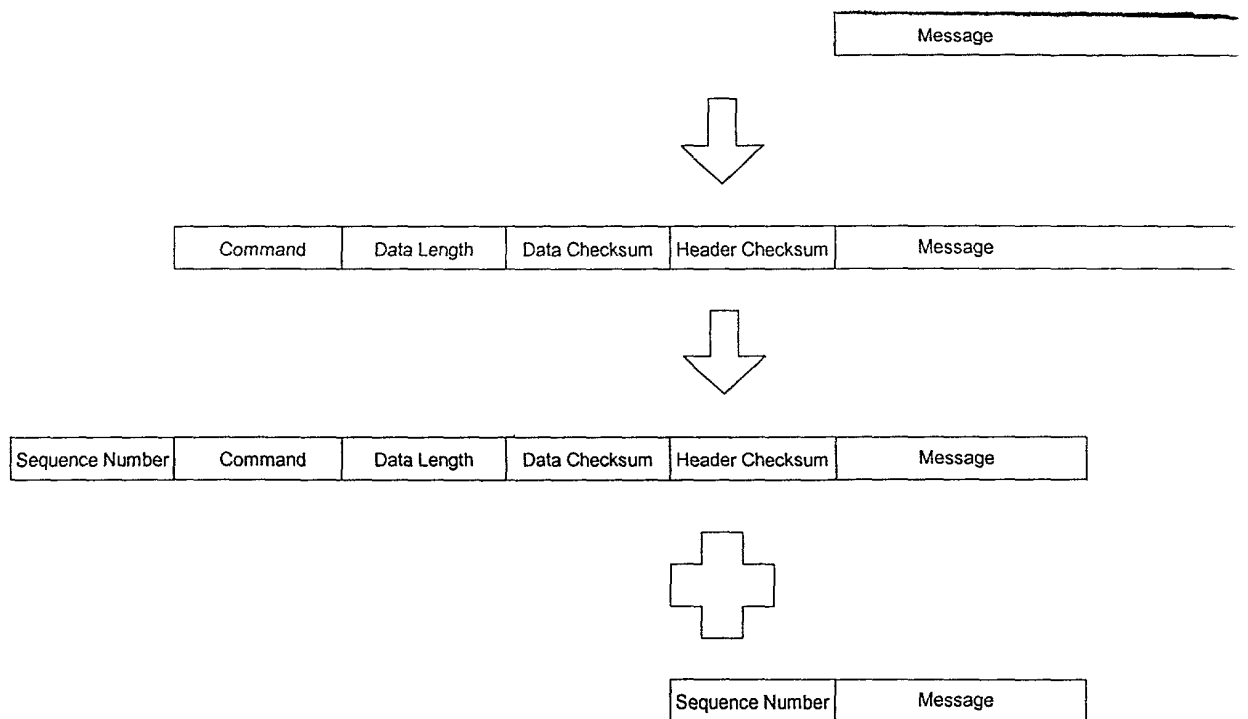 Message
Command Data Length Data Checksum Header Checksum Message
Sequence Number Command Data Length Data Checksum Header Checksum Message
Sequence Number Message